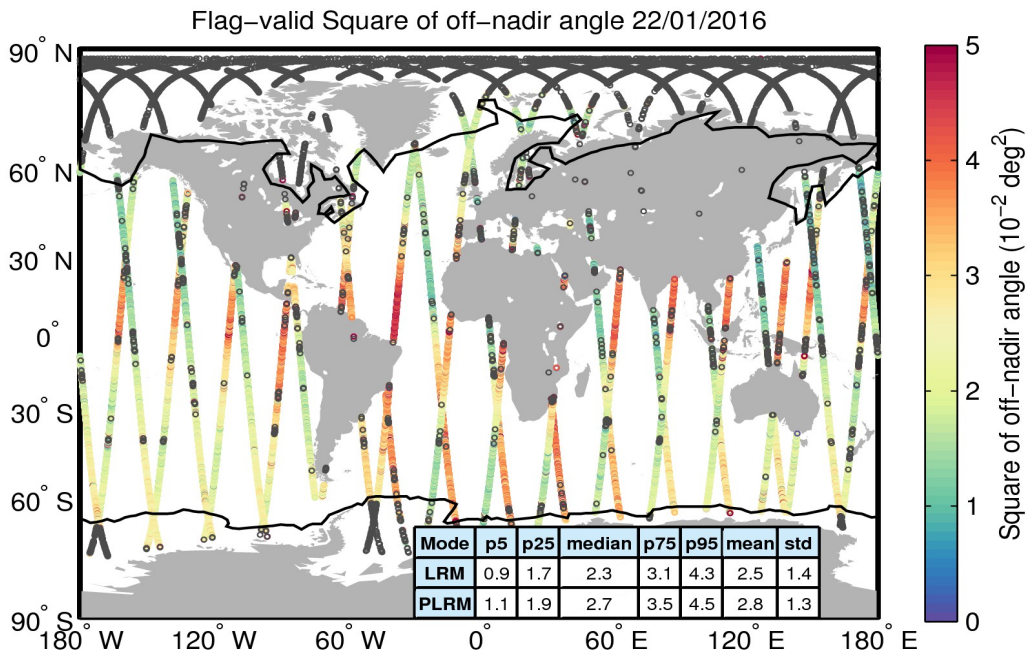 Flag−valid Square of off−nadir angle 22/01/2016
90° N
60° N
30° N
0°
30° S
60° S
90° S
180° W
120° W
60° W
0°
60° E
120° E
180° E
Mode p5 p25 median p75 p95 mean std
LRM 0.9 1.7 2.3 3.1 4.3 2.5 1.4
PLRM 1.1 1.9 2.7 3.5 4.5 2.8 1.3
5
4
3
2
1
0
Square of off−nadir angle (10⁻² deg²)